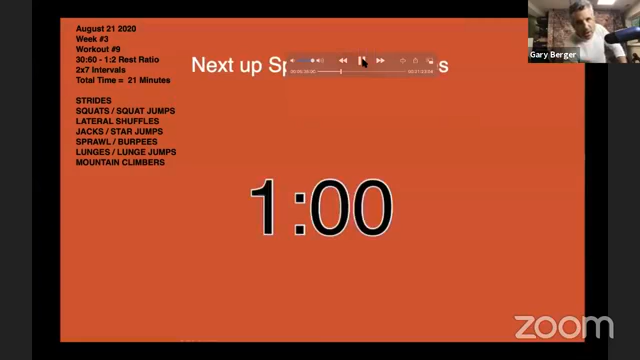 August 21 2020
Week #3
Workout #9
30:60 - 1:2 Rest Ratio
2x7 Intervals
Total Time = 21 Minutes
STRIDES
SQUATS / SQUAT JUMPS
LATERAL SHUFFLES
JACKS / STAR JUMPS
SPRAWL / BURPEES
LUNGES / LUNGE JUMPS
MOUNTAIN CLIMBERS
Next up
1:00
Gary Berger
zoom